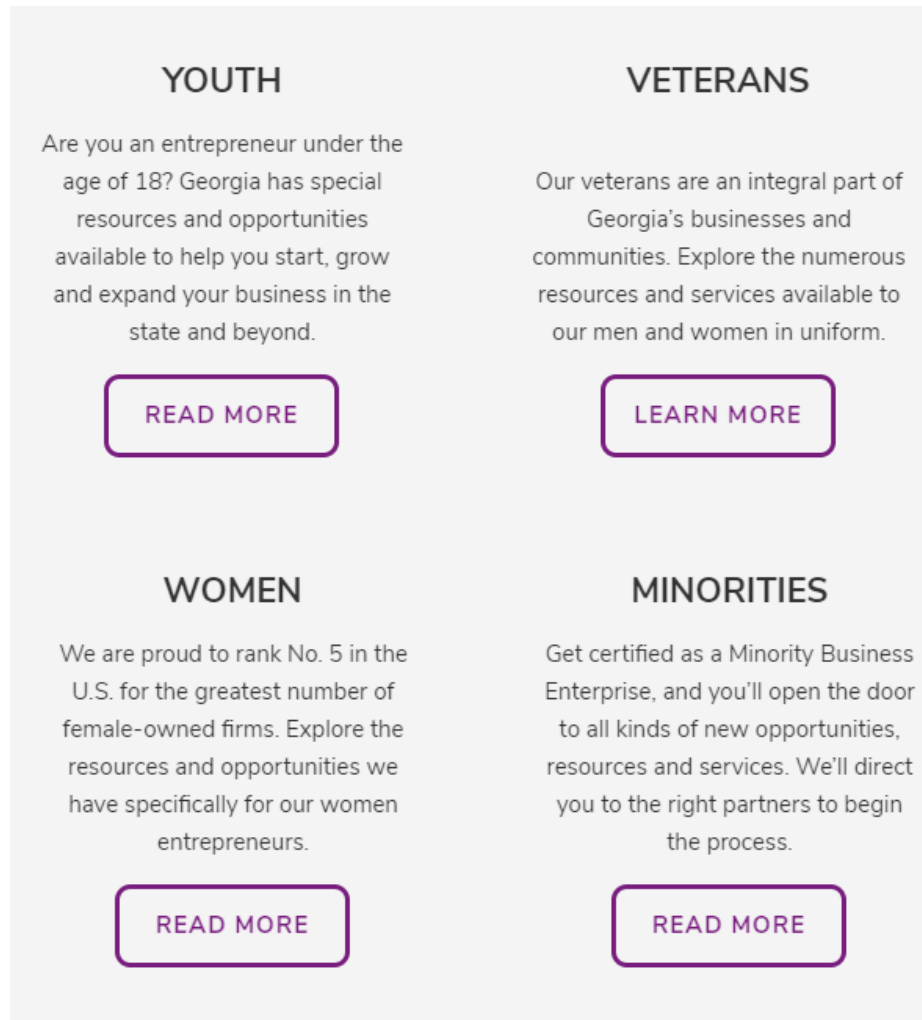 YOUTH
Are you an entrepreneur under the
age of 18? Georgia has special
resources and opportunities
available to help you start, grow
and expand your business in the
state and beyond.
READ MORE
VETERANS
Our veterans are an integral part of
Georgia’s businesses and
communities. Explore the numerous
resources and services available to
our men and women in uniform.
LEARN MORE
WOMEN
We are proud to rank No. 5 in the
U.S. for the greatest number of
female-owned firms. Explore the
resources and opportunities we
have specifically for our women
entrepreneurs.
READ MORE
MINORITIES
Get certified as a Minority Business
Enterprise, and you’ll open the door
to all kinds of new opportunities,
resources and services. We’ll direct
you to the right partners to begin
the process.
READ MORE